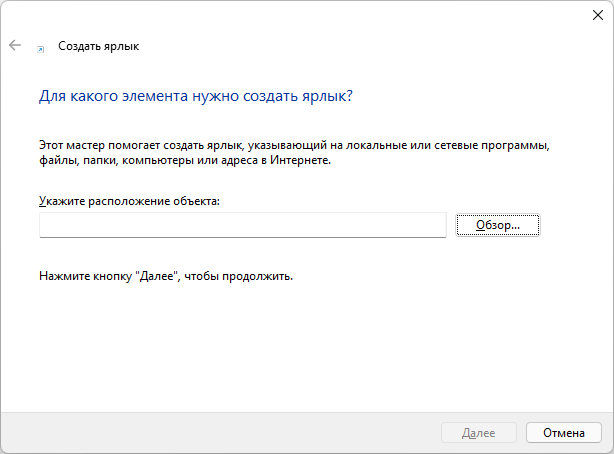 Создать ярлык
Для какого элемента нужно создать ярлык?
Этот мастер помогает создать ярлык, указывающий на локальные или сетевые программы,
файлы, папки, компьютеры или адреса в Интернете.
Укажите расположение объекта:
Обзор...
Нажмите кнопку "Далее", чтобы продолжить.
Далее
Отмена